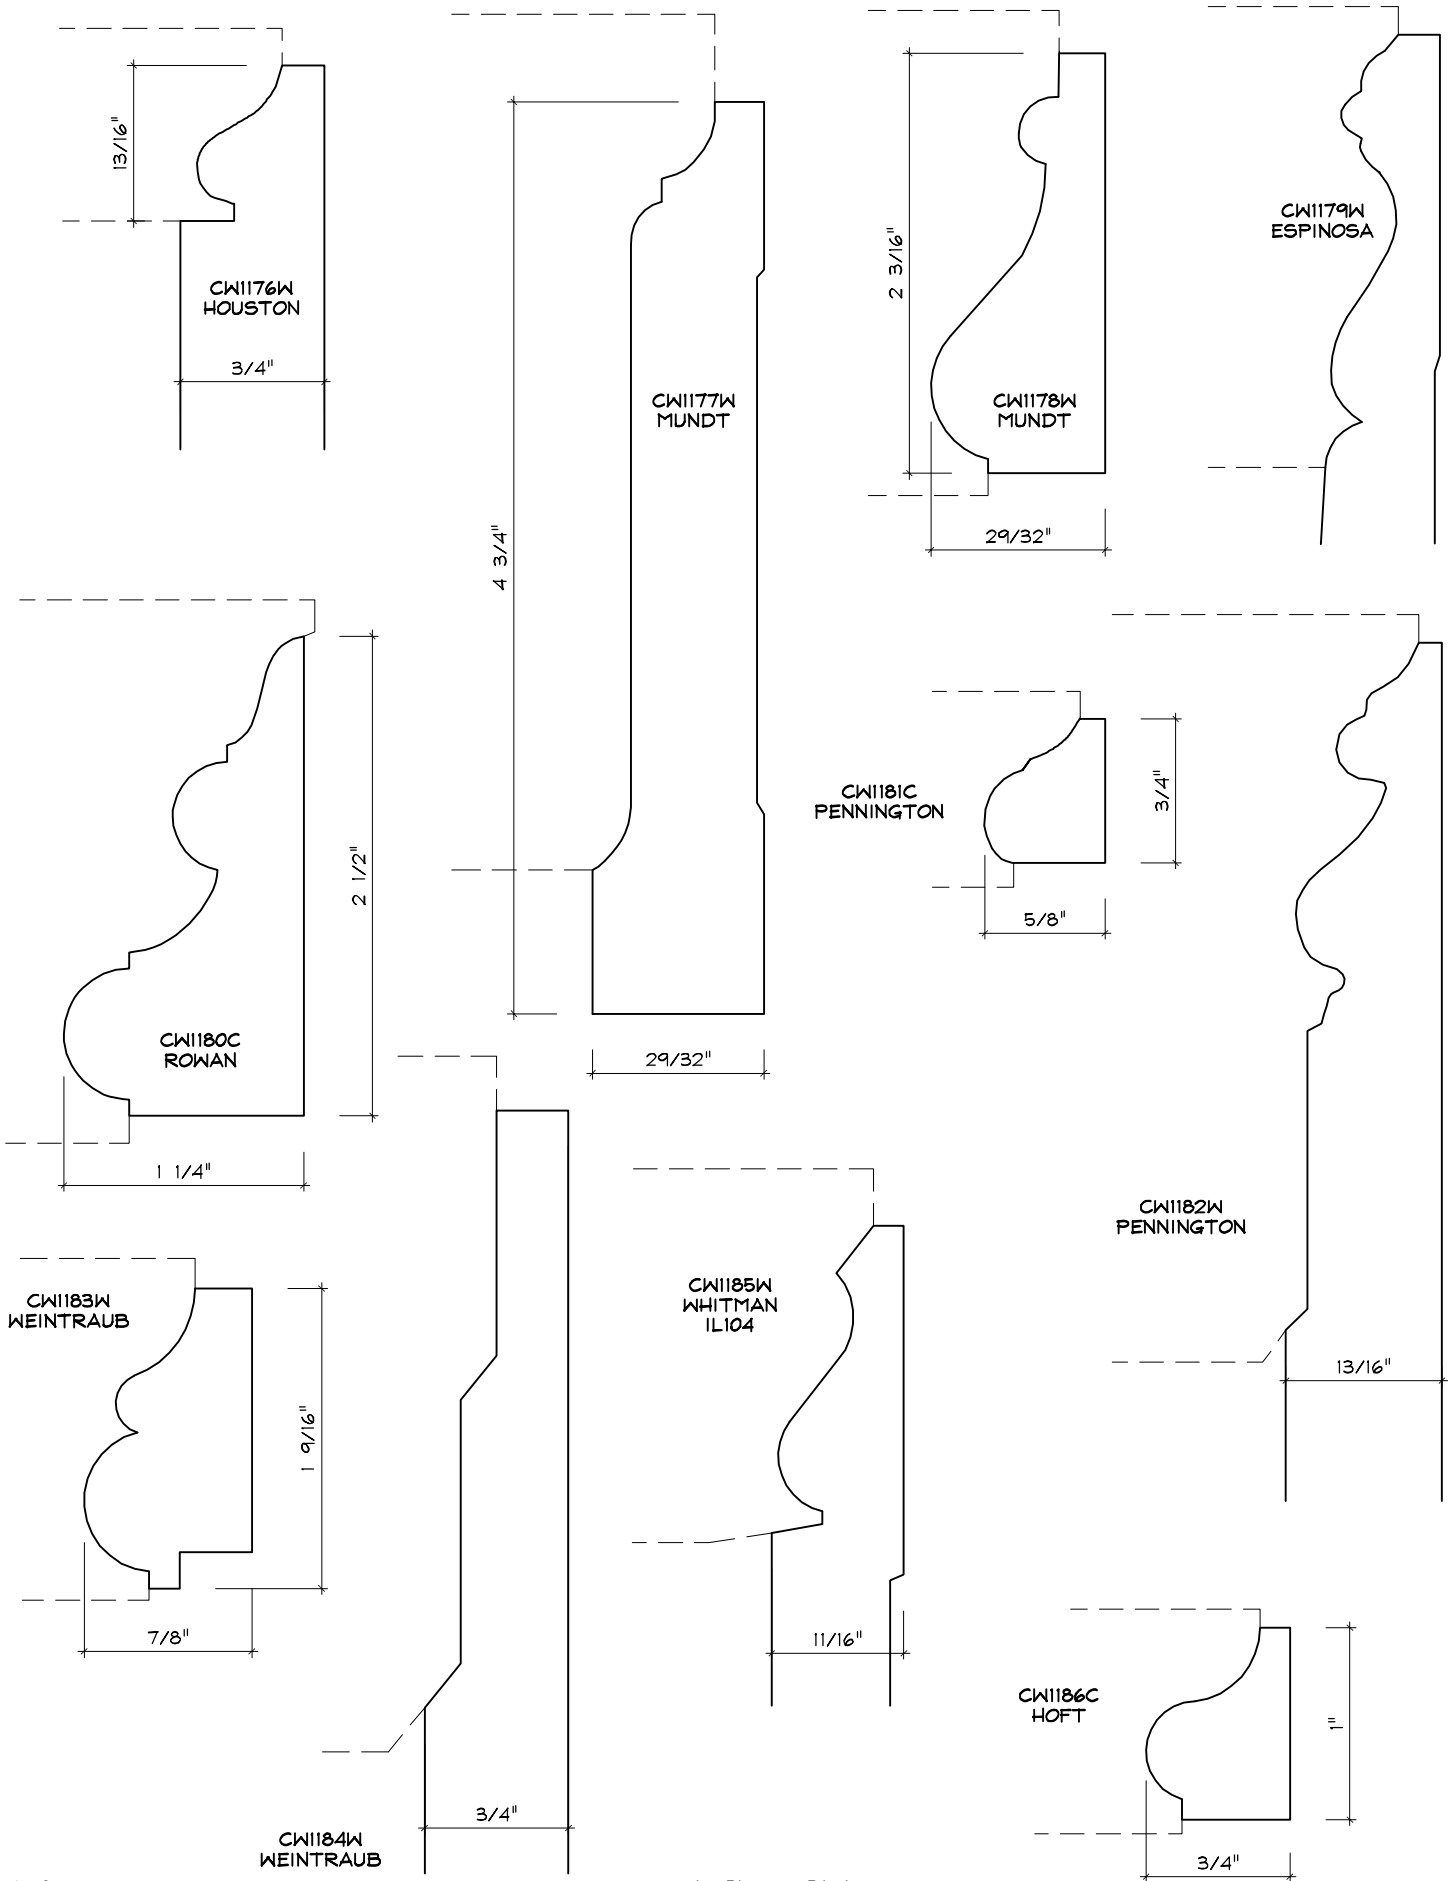 13/16"
CW1176W
HOUSTON
3/4"
4 3/4"
CW1177W
MUNDT
29/32"
2 3/16"
CW1178W
MUNDT
29/32"
CW1179W
ESPINOSA
CW1180C
ROWAN
2 1/2"
1 1/4"
CW1181C
PENNINGTON
3/4"
5/8"
CW1182W
PENNINGTON
13/16"
CW1183W
WEINTRAUB
1 9/16"
7/8"
CW1184W
WEINTRAUB
3/4"
CW1185W
WHITMAN
IL104
11/16"
CW1186C
HOFT
1"
3/4"